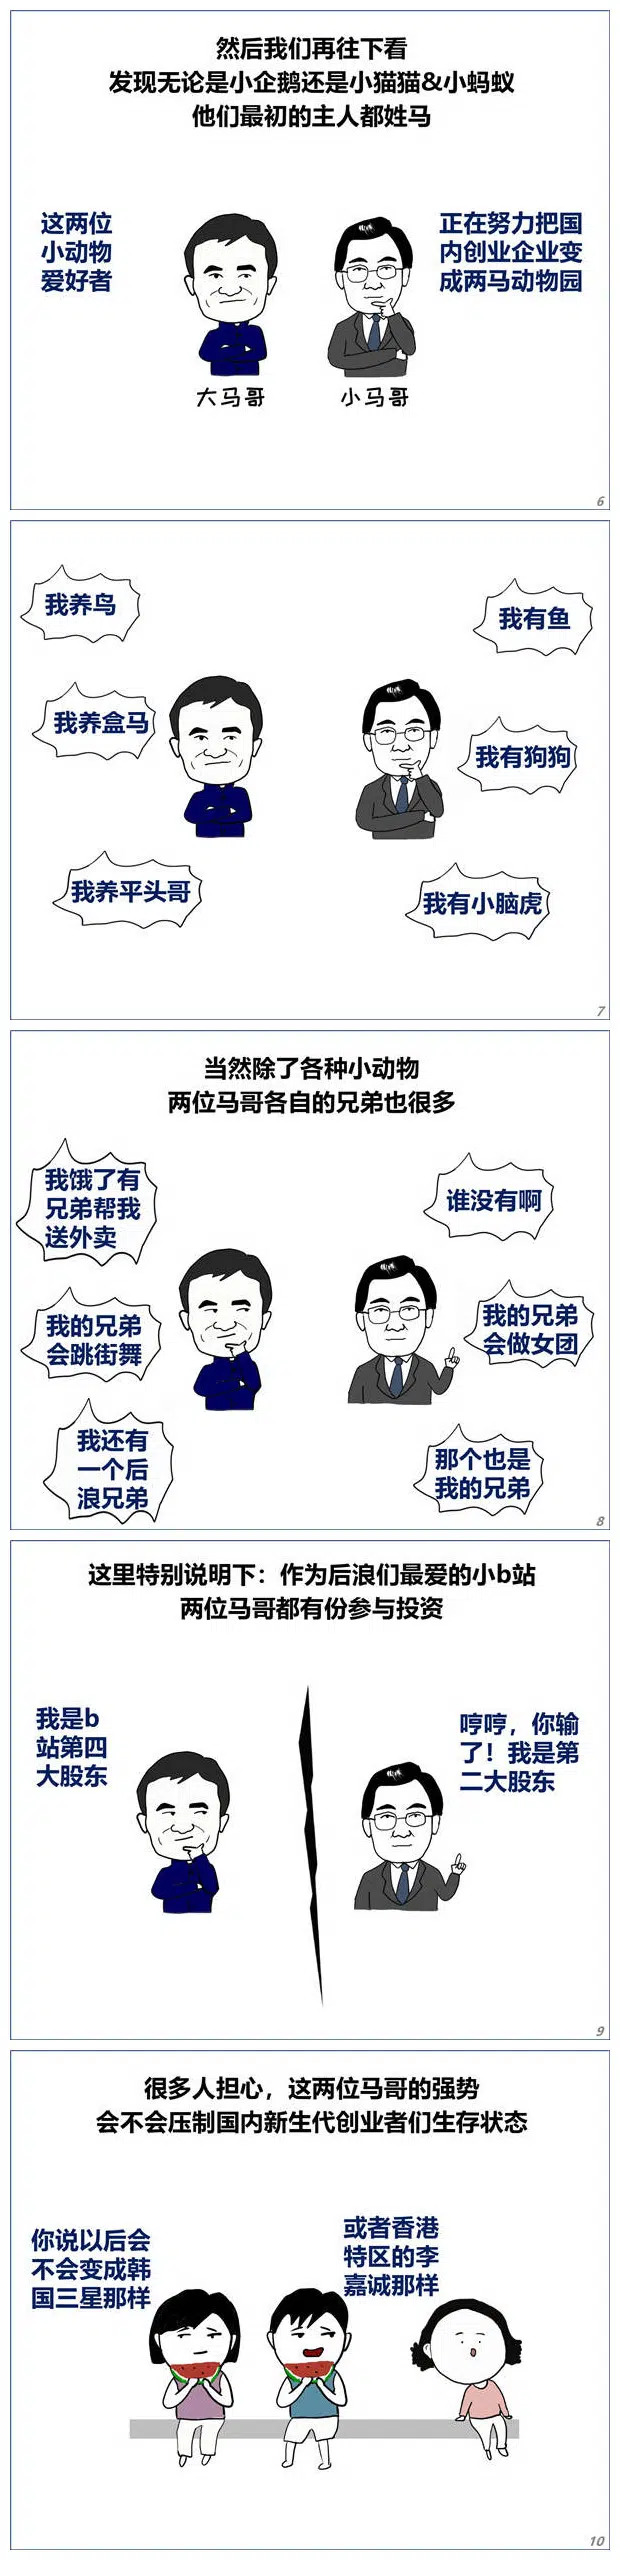 然后我们再往下看
发现无论是小企鹅还是小猫猫&小蚂蚁
他们最初的主人都姓马
这两位
小动物
爱好者
正在努力把国
内创业企业变
成两马动物园
大马哥
小马哥
6
我养鸟
我有鱼
我养盒马
我有狗狗
我养平头哥
我有小脑虎
7
当然除了各种小动物
两位马哥各自的兄弟也很多
我饿了有
兄弟帮我
送外卖
谁没有啊
我的兄弟
会跳街舞
我的兄弟
会做女团
我还有
一个后
浪兄弟
那个也是
我的兄弟
8
这里特别说明下：作为后浪们最爱的小b站
两位马哥都有份参与投资
我是b
站第四
大股东
哼哼，你输
了！我是第
二大股东
9
很多人担心，这两位马哥的强势
会不会压制国内新生代创业者们生存状态
你说以后会
不会变成韩
国三星那样
或者香港
特区的李
嘉诚那样
10